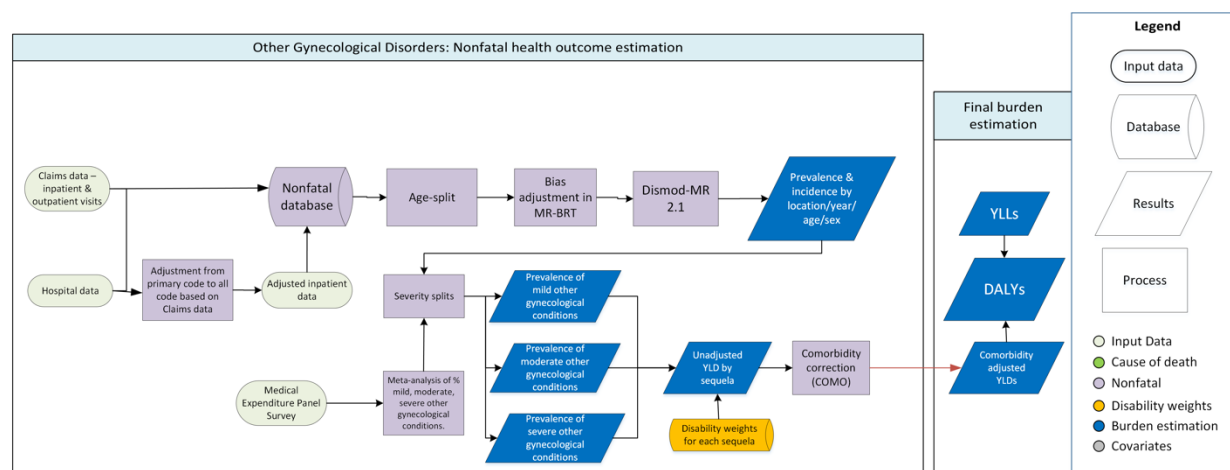 Other Gynecological Disorders: Nonfatal health outcome estimation
Claims data –
inpatient &
outpatient visits
Nonfatal
database
Age-split
Bias
adjustment in
MR-BRT
Dismod-MR
2.1
Prevalence &
incidence by
location/year/
age/sex
Hospital data
Adjustment from
primary code to all
code based on
Claims data
Adjusted inpatient
data
Severity splits
Prevalence of
mild other
gynecological
conditions
Prevalence of
moderate other
gynecological
conditions
Prevalence of
severe other
gynecological
conditions
Medical
Expenditure Panel
Survey
Meta-analysis of %
mild, moderate,
severe other
gynecological
conditions.
Unadjusted
YLD by
sequela
Disability weights
for each sequela
Comorbidity
correction
(COMO)
Final burden
estimation
YLLs
DALYs
Comorbidity
adjusted
YLDs
Legend
Input data
Database
Results
Process
Input Data
Cause of death
Nonfatal
Disability weights
Burden estimation
Covariates